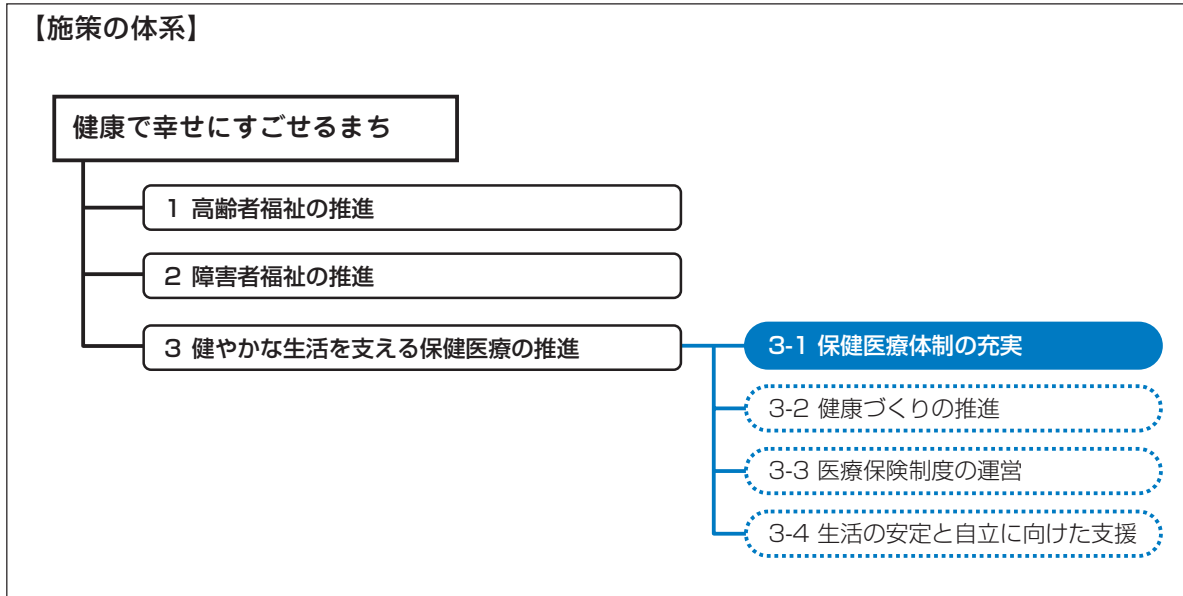 【施策の体系】
健康で幸せにすごせるまち
1 高齢者福祉の推進
2 障害者福祉の推進
3 健やかな生活を支える保健医療の推進
3-1 保健医療体制の充実
3-2 健康づくりの推進
3-3 医療保険制度の運営
3-4 生活の安定と自立に向けた支援